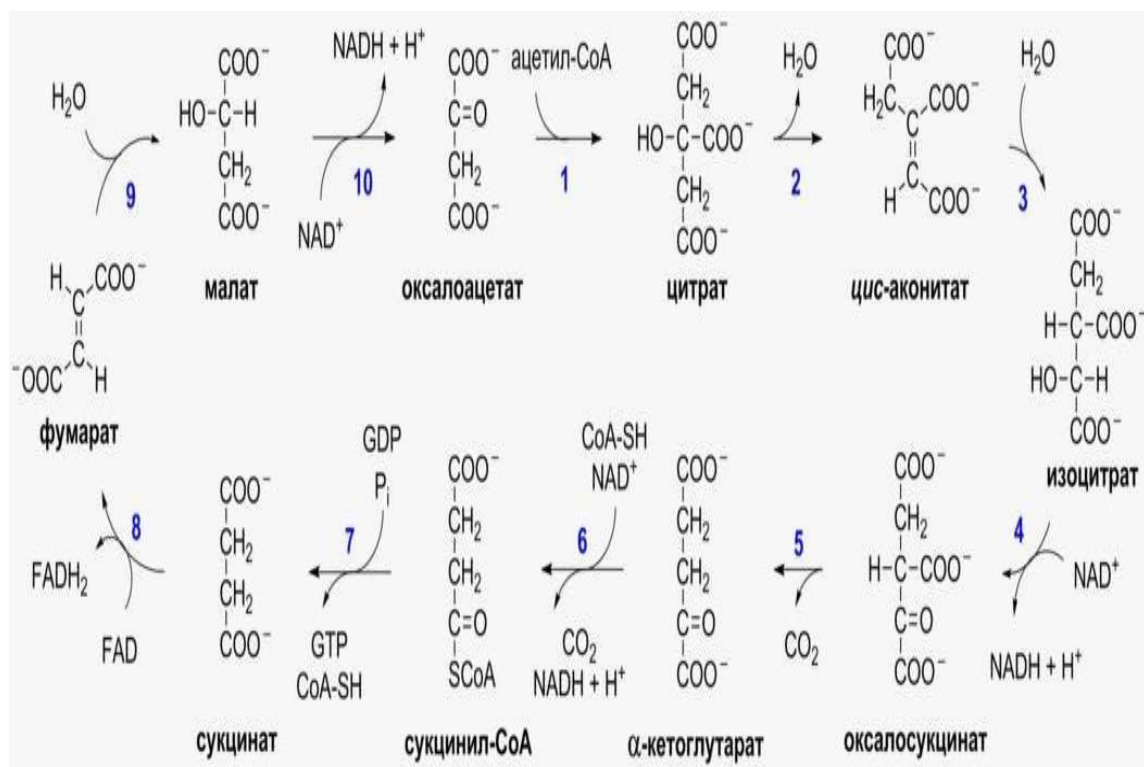 H₂O
9
COO⁻
HO–C–H
CH₂
COO⁻
малат
NADH + H⁺
10
NAD⁺
COO⁻
C=O
CH₂
COO⁻
оксалоацетат
ацетил-CoA
1
COO⁻
CH₂
HO–C–COO⁻
CH₂
COO⁻
цитрат
H₂O
2
COO⁻
H₂C
COO⁻
C
C
H
COO⁻
цис-аконитат
H₂O
3
COO⁻
CH₂
H–C–COO⁻
HO–C–H
COO⁻
изоцитрат
4
NAD⁺
NADH + H⁺
COO⁻
CH₂
H–C–COO⁻
C=O
COO⁻
оксалосукцинат
5
CO₂
COO⁻
CH₂
CH₂
C=O
COO⁻
α-кетоглутарат
CoA-SH
NAD⁺
6
CO₂
NADH + H⁺
COO⁻
CH₂
CH₂
C=O
SCoA
сукцинил-CoA
GDP
Pᵢ
7
GTP
CoA-SH
COO⁻
CH₂
CH₂
COO⁻
сукцинат
8
FADH₂
FAD
H
COO⁻
C
⁻OOC
C
H
фумарат